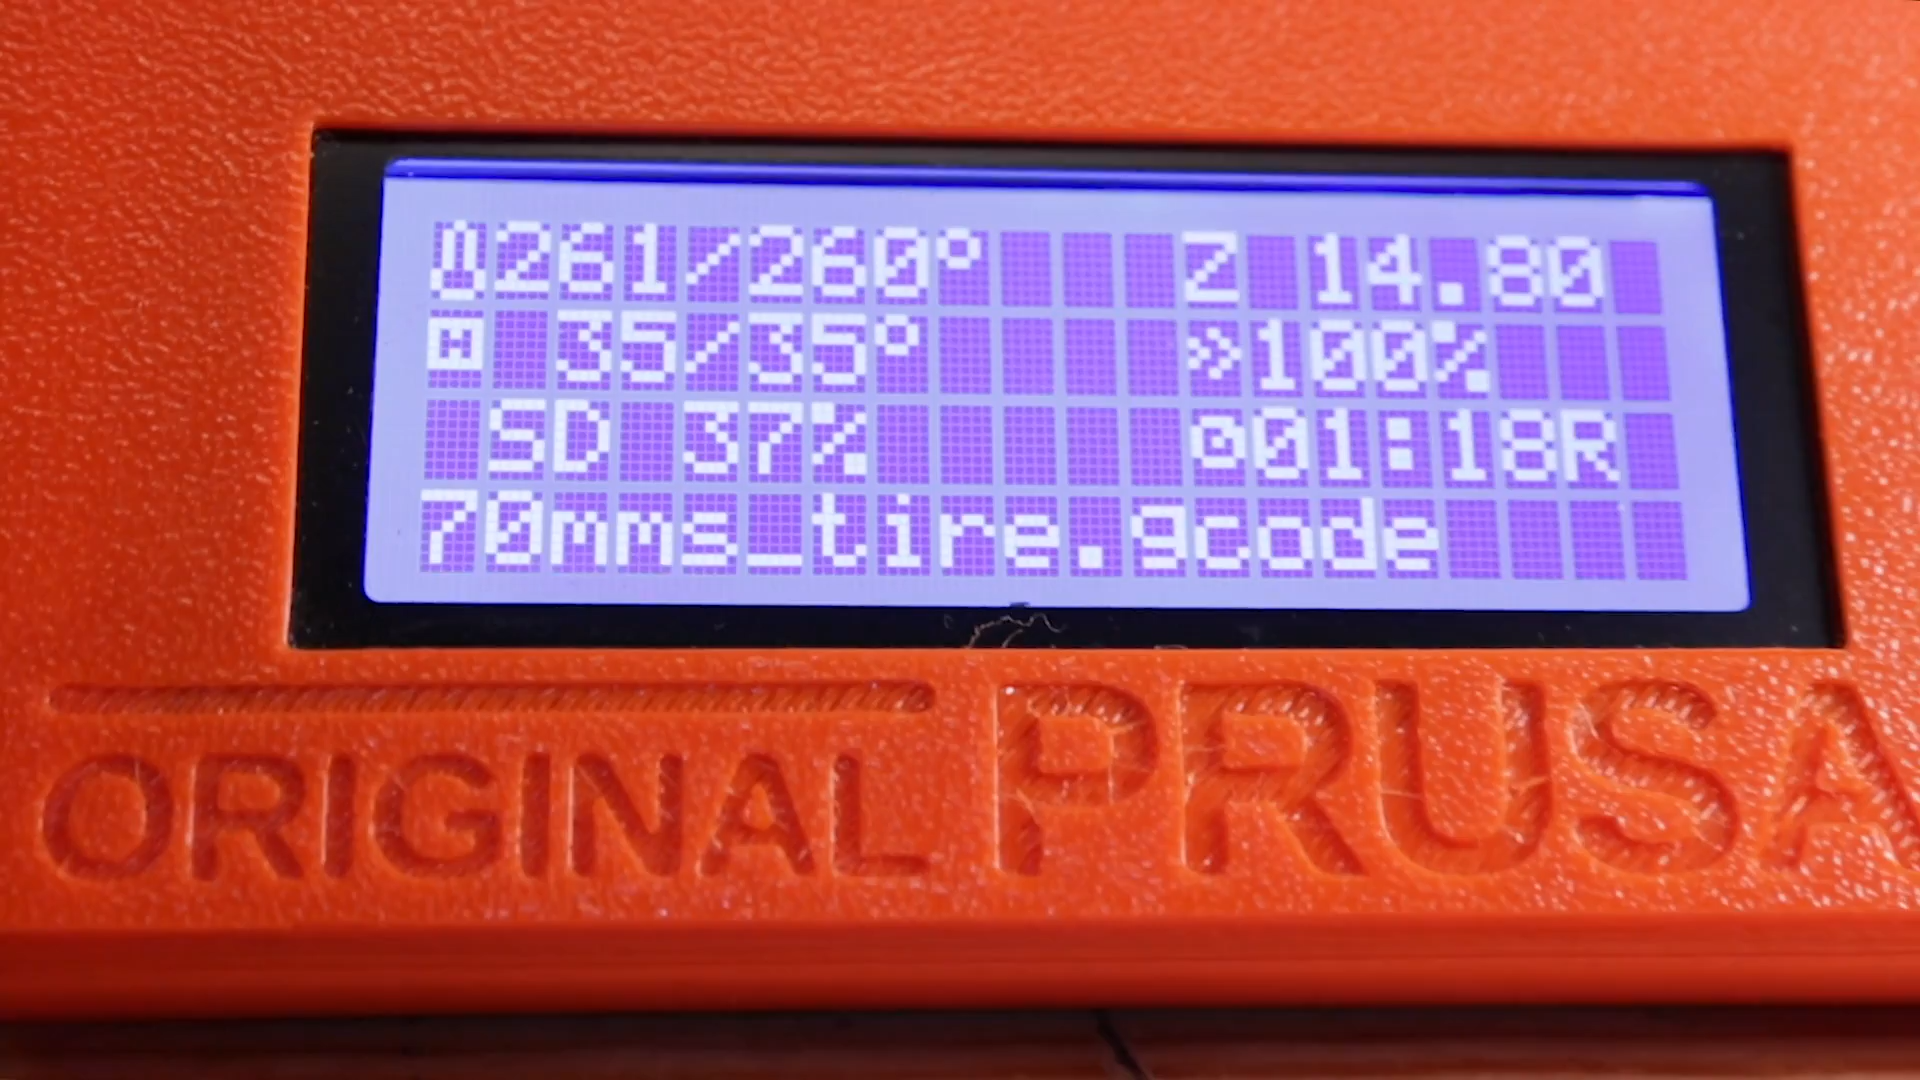 261/260° Z 14.80
35/35° »100%
SD 37% 01:18R
70mms_tire.gcode
ORIGINAL PRUSA